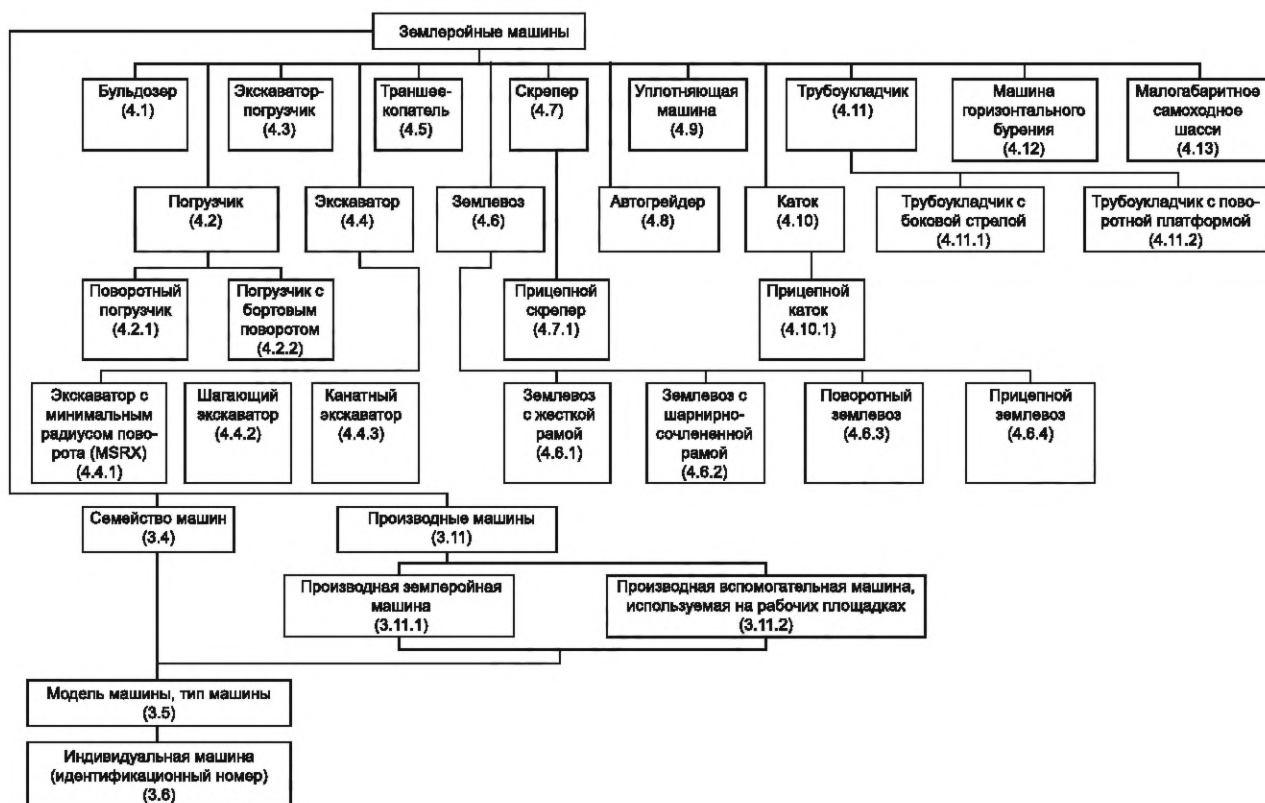 Землеройные машины
Бульдозер
(4.1)
Экскаватор-
погрузчик
(4.3)
Траншее-
копатель
(4.5)
Скрепер
(4.7)
Уплотняющая
машина
(4.9)
Трубоукладчик
(4.11)
Машина
горизонтального
бурения
(4.12)
Малогабаритное
самоходное
шасси
(4.13)
Погрузчик
(4.2)
Экскаватор
(4.4)
Землевоз
(4.6)
Автогрейдер
(4.8)
Каток
(4.10)
Трубоукладчик с
боковой стрелой
(4.11.1)
Трубоукладчик с пово-
ротной платформой
(4.11.2)
Поворотный
погрузчик
(4.2.1)
Погрузчик с
бортовым
поворотом
(4.2.2)
Прицепной
скрепер
(4.7.1)
Прицепной
каток
(4.10.1)
Экскаватор с
минимальным
радиусом пово-
рота (MSRX)
(4.4.1)
Шагающий
экскаватор
(4.4.2)
Канатный
экскаватор
(4.4.3)
Землевоз
с жесткой
рамой
(4.6.1)
Землевоз с
шарнирно-
сочлененной
рамой
(4.6.2)
Поворотный
землевоз
(4.6.3)
Прицепной
землевоз
(4.6.4)
Семейство машин
(3.4)
Производные машины
(3.11)
Производная землеройная
машина
(3.11.1)
Производная вспомогательная машина,
используемая на рабочих площадках
(3.11.2)
Модель машины, тип машины
(3.5)
Индивидуальная машина
(идентификационный номер)
(3.6)